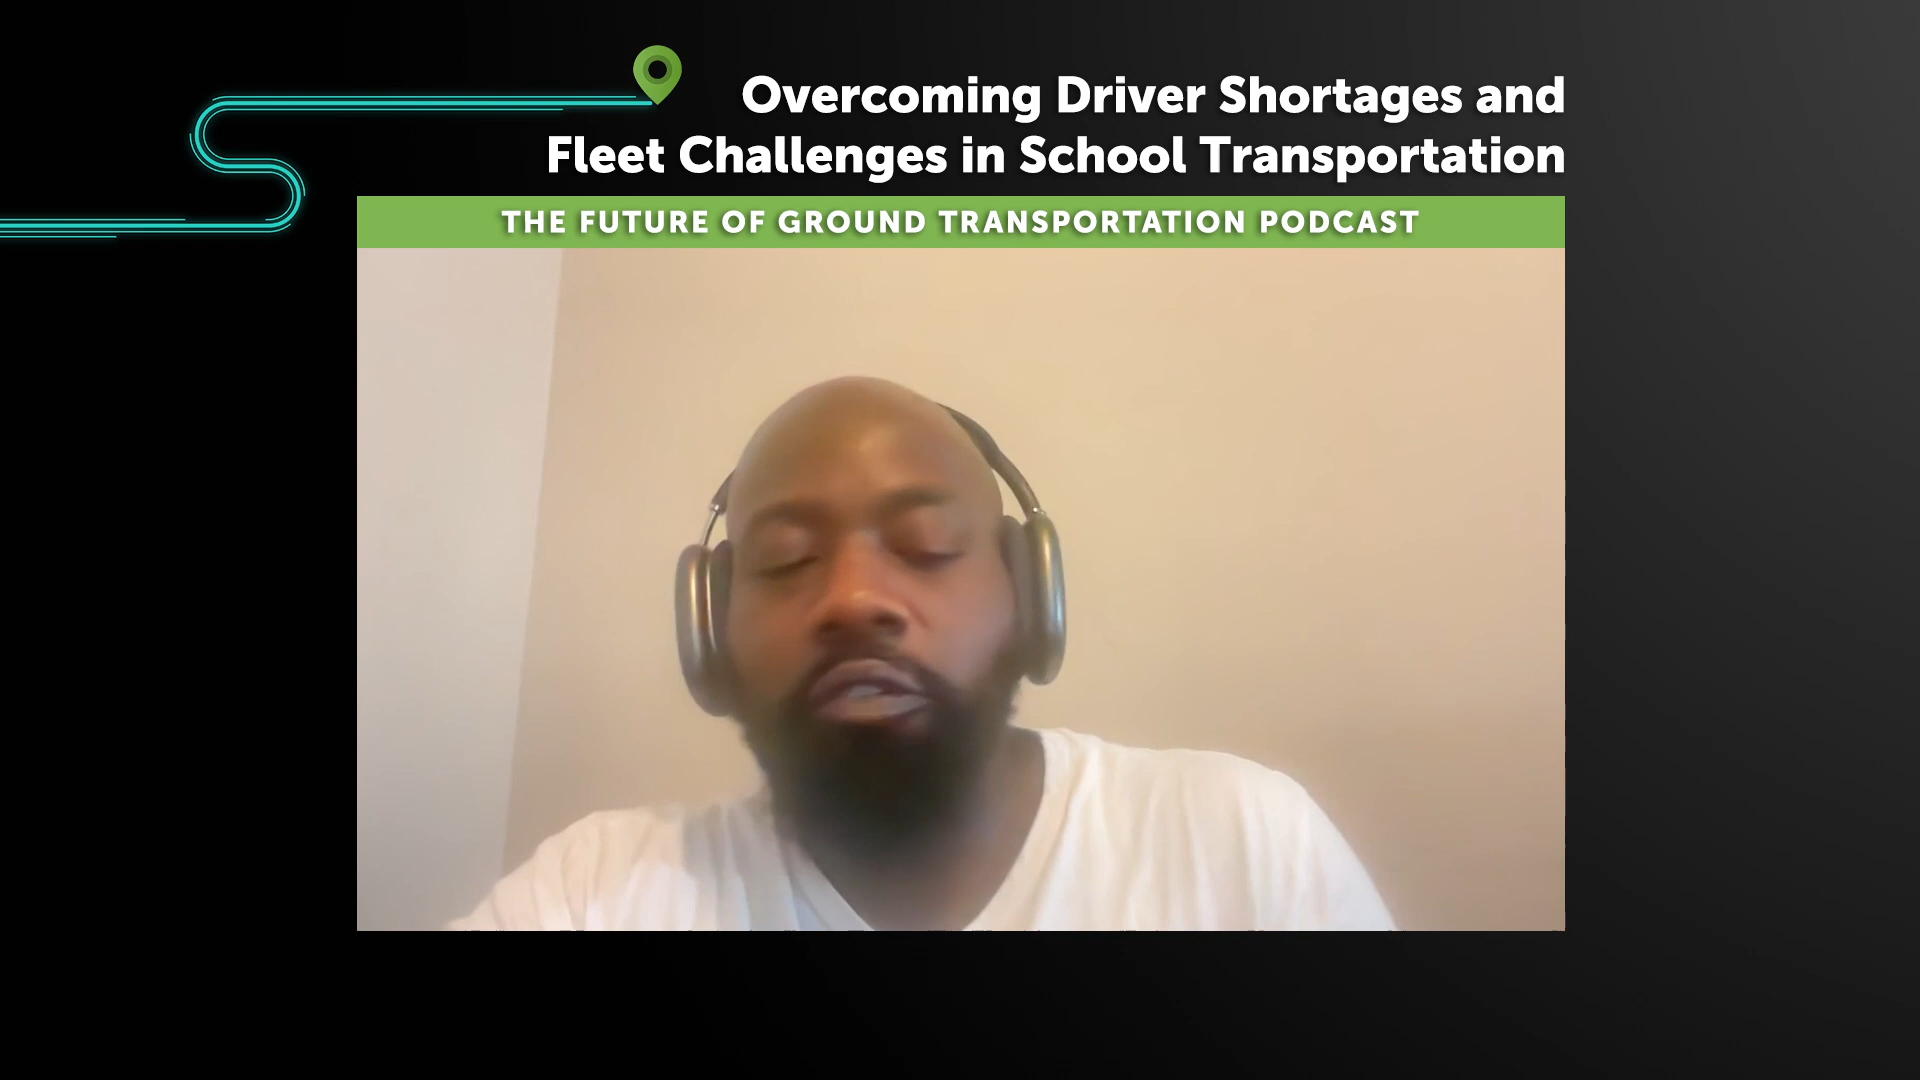 Overcoming Driver Shortages and
Fleet Challenges in School Transportation
THE FUTURE OF GROUND TRANSPORTATION PODCAST